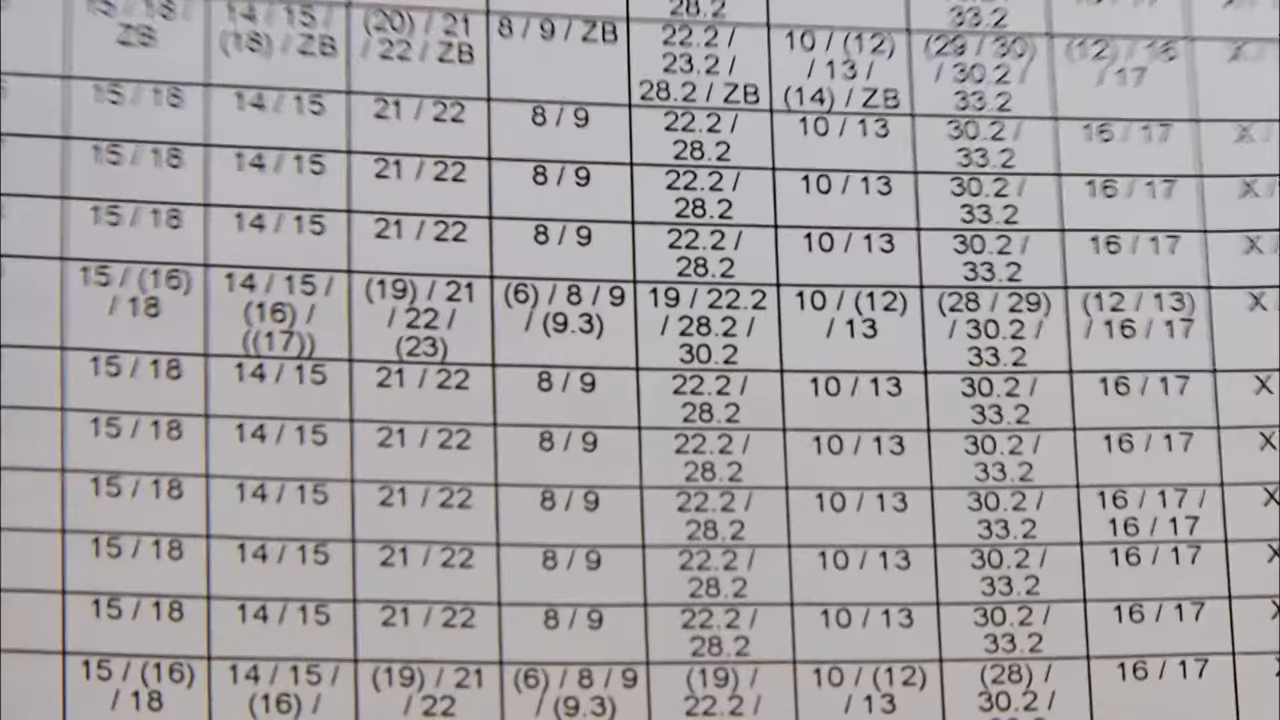 15 / 18 / ZB	14 / 15 / (18) / ZB	(20) / 21 / 22 / ZB	8 / 9 / ZB	22.2 / 23.2 / 28.2 / ZB	10 / (12) / 13 / (14) / ZB	(29 / 30) / 30.2 / 33.2	(12) / 16 / 17	X /
15 / 18	14 / 15	21 / 22	8 / 9	22.2 / 28.2	10 / 13	30.2 / 33.2	16 / 17	X /
15 / 18	14 / 15	21 / 22	8 / 9	22.2 / 28.2	10 / 13	30.2 / 33.2	16 / 17	X
15 / 18	14 / 15	21 / 22	8 / 9	22.2 / 28.2	10 / 13	30.2 / 33.2	16 / 17	X
15 / (16) / 18	14 / 15 / (16) / ((17))	(19) / 21 / 22 / (23)	(6) / 8 / 9 / (9.3)	19 / 22.2 / 28.2 / 30.2	10 / (12) / 13	(28 / 29) / 30.2 / 33.2	(12 / 13) / 16 / 17	X
15 / 18	14 / 15	21 / 22	8 / 9	22.2 / 28.2	10 / 13	30.2 / 33.2	16 / 17	X
15 / 18	14 / 15	21 / 22	8 / 9	22.2 / 28.2	10 / 13	30.2 / 33.2	16 / 17	X
15 / 18	14 / 15	21 / 22	8 / 9	22.2 / 28.2	10 / 13	30.2 / 33.2	16 / 17 / 16 / 17	X
15 / 18	14 / 15	21 / 22	8 / 9	22.2 / 28.2	10 / 13	30.2 / 33.2	16 / 17	X
15 / 18	14 / 15	21 / 22	8 / 9	22.2 / 28.2	10 / 13	30.2 / 33.2	16 / 17
15 / (16) / 18	14 / 15 / (16) /	(19) / 21 / 22	(6) / 8 / 9 / (9.3)	(19) / 22.2 /	10 / (12) / 13	(28) / 30.2 /	16 / 17